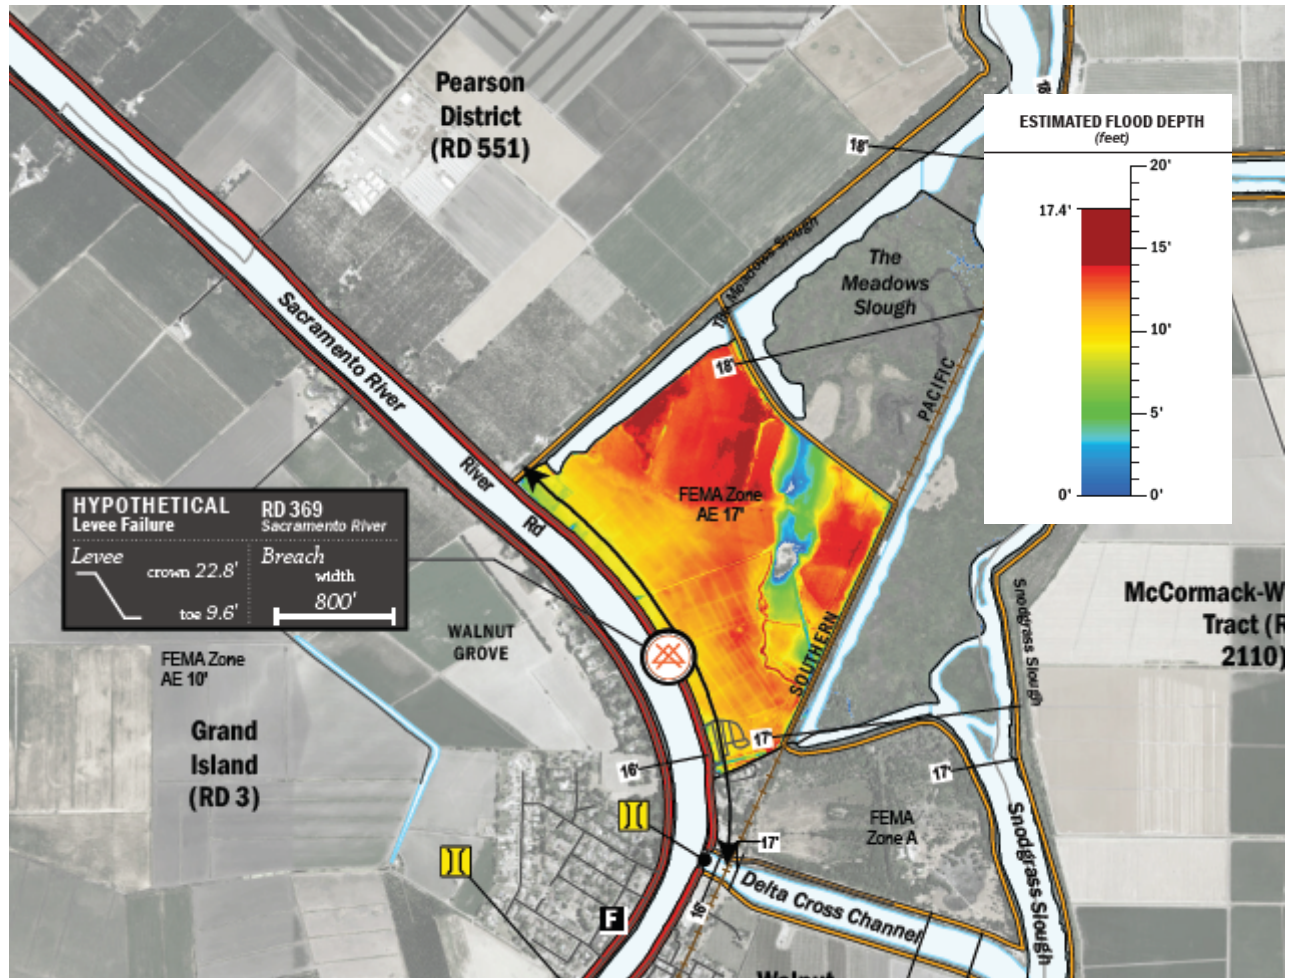 Pearson
District
(RD 551)
18'
18'
ESTIMATED FLOOD DEPTH
(feet)
20'
17.4'
15'
10'
5'
0'
0'
The Meadows Slough
The
Meadows
Slough
18'
PACIFIC
Sacramento River
River
Rd
FEMA Zone
AE 17'
HYPOTHETICAL
Levee Failure
RD 369
Sacramento River
Levee
crown 22.8'
toe 9.6'
Breach
width
800'
WALNUT
GROVE
SOUTHERN
Snodgrass Slough
McCormack-W
Tract (R
2110)
FEMA Zone
AE 10'
Grand
Island
(RD 3)
17'
16'
17'
FEMA
Zone A
17'
Snodgrass Slough
Delta Cross Channel
16'
F
Walnut